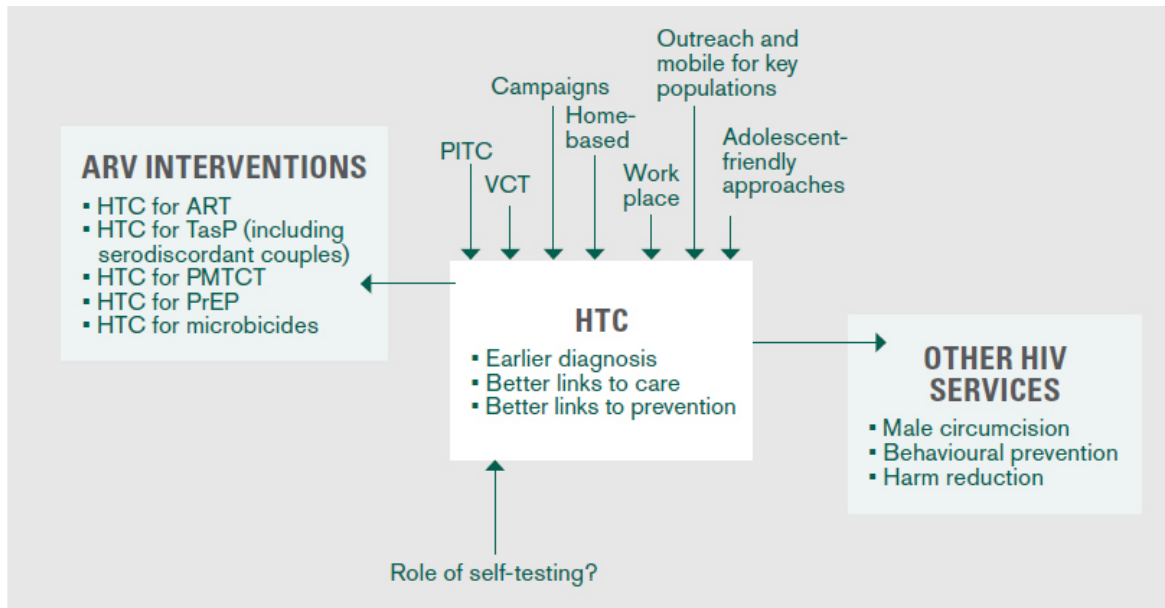 Outreach and
mobile for key
populations
Campaigns
Home-
based
Adolescent-
friendly
approaches
PITC
VCT
Work
place
ARV INTERVENTIONS
▪ HTC for ART
▪ HTC for TasP (including
serodiscordant couples)
▪ HTC for PMTCT
▪ HTC for PrEP
▪ HTC for microbicides
HTC
▪ Earlier diagnosis
▪ Better links to care
▪ Better links to prevention
OTHER HIV
SERVICES
▪ Male circumcision
▪ Behavioural prevention
▪ Harm reduction
Role of self-testing?